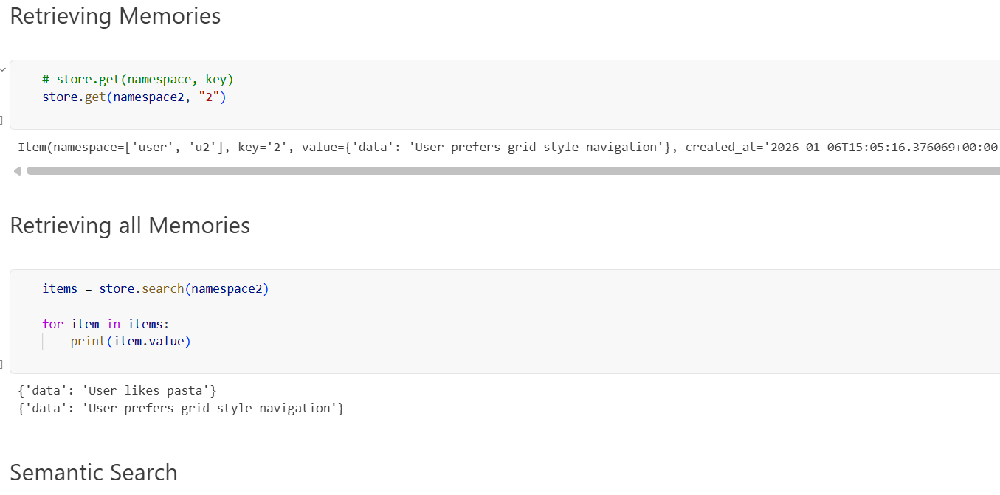 Retrieving Memories
# store.get(namespace, key)
store.get(namespace2, "2")
Item(namespace=['user', 'u2'], key='2', value={'data': 'User prefers grid style navigation'}, created_at='2026-01-06T15:05:16.376069+00:00
Retrieving all Memories
items = store.search(namespace2)
for item in items:
    print(item.value)
{'data': 'User likes pasta'}
{'data': 'User prefers grid style navigation'}
Semantic Search